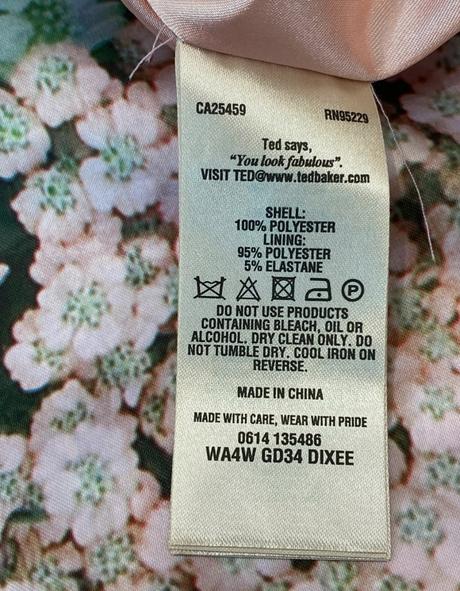 CA25459 RN95229
Ted says,
“You look fabulous”.
VISIT TED@www.tedbaker.com
SHELL:
100% POLYESTER
LINING:
95% POLYESTER
5% ELASTANE
P
DO NOT USE PRODUCTS
CONTAINING BLEACH, OIL OR
ALCOHOL. DRY CLEAN ONLY. DO
NOT TUMBLE DRY. COOL IRON ON
REVERSE.
MADE IN CHINA
MADE WITH CARE, WEAR WITH PRIDE
0614 135486
WA4W GD34 DIXEE